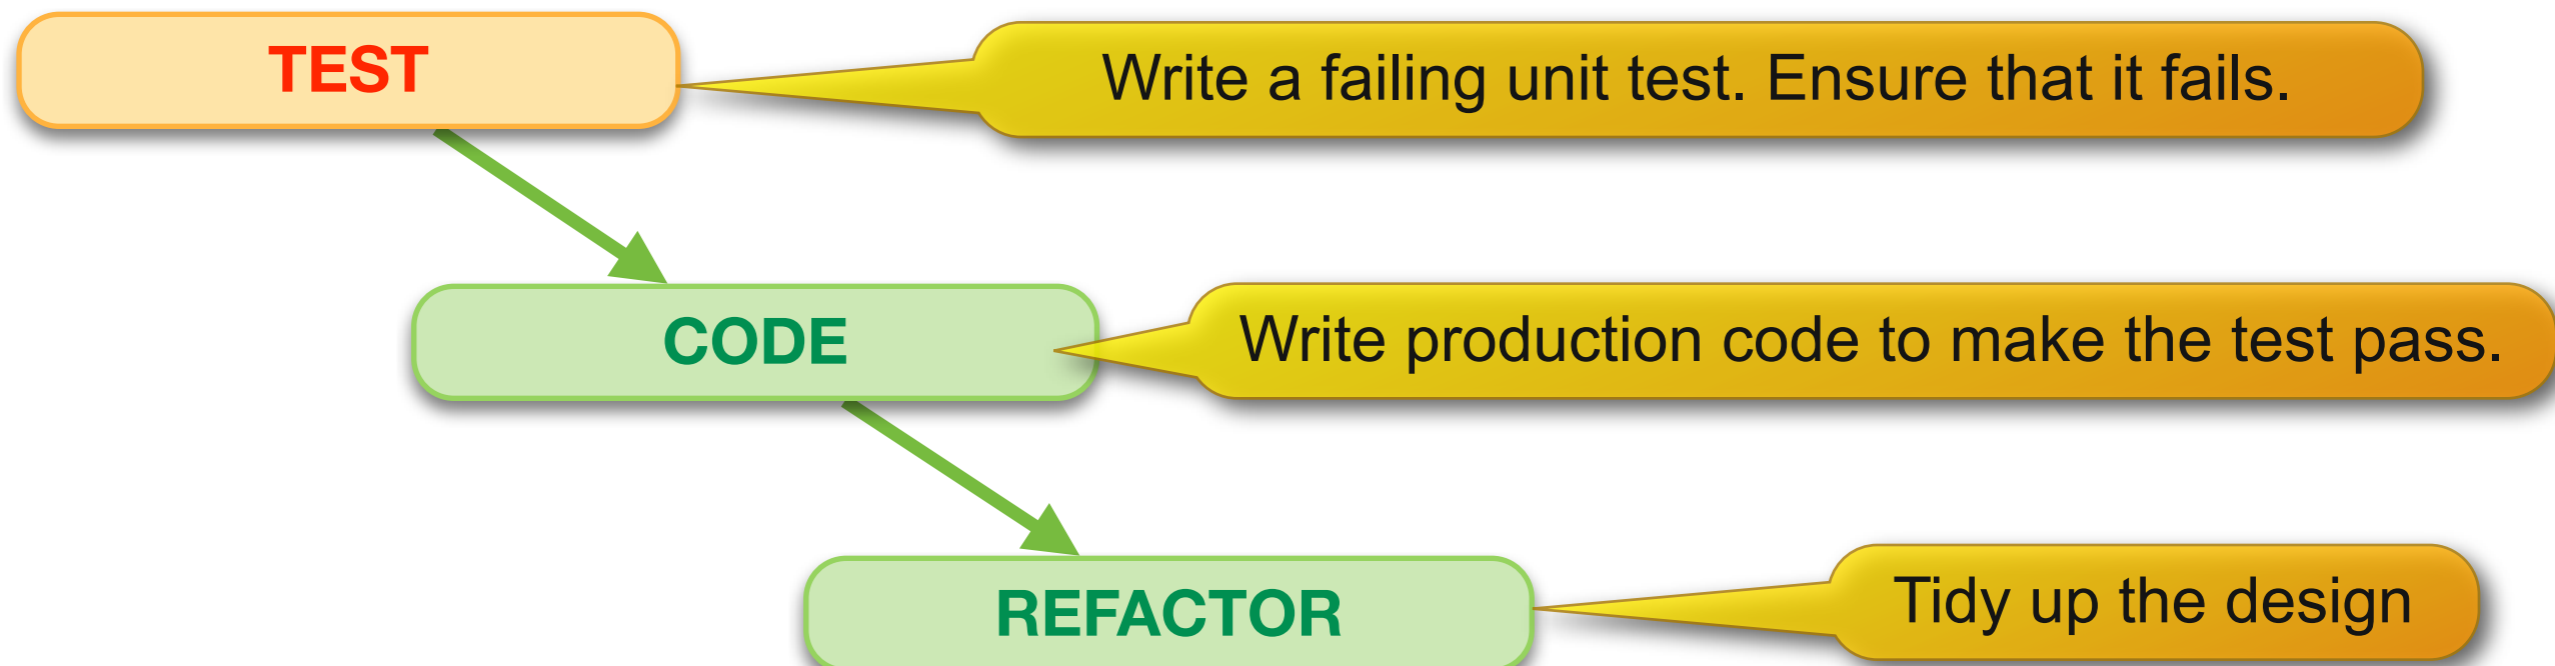 TEST
Write a failing unit test. Ensure that it fails.
CODE
Write production code to make the test pass.
REFACTOR
Tidy up the design